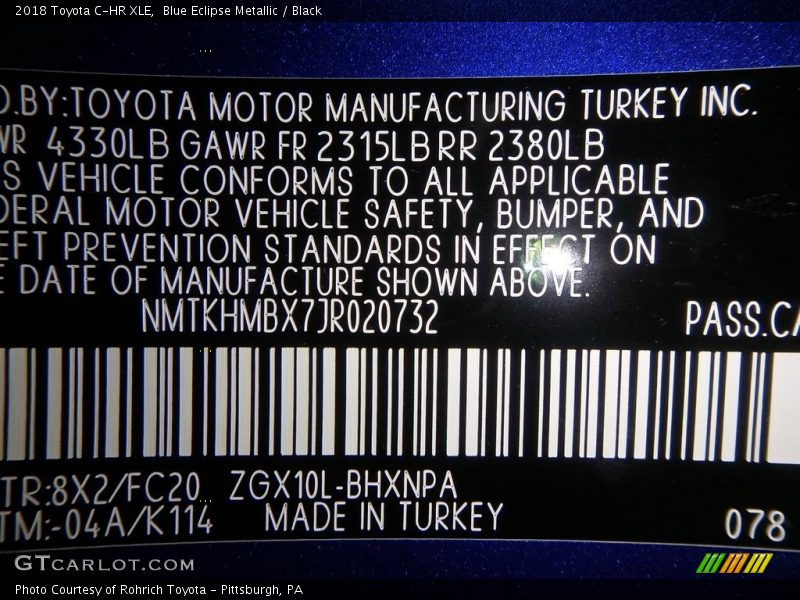 2018 Toyota C-HR XLE,  Blue Eclipse Metallic / Black
D.BY:TOYOTA MOTOR MANUFACTURING TURKEY INC.
WR 4330LB GAWR FR 2315LB RR 2380LB
S VEHICLE CONFORMS TO ALL APPLICABLE
DERAL MOTOR VEHICLE SAFETY, BUMPER, AND
EFT PREVENTION STANDARDS IN EFFECT ON
E DATE OF MANUFACTURE SHOWN ABOVE.
NMTKHMBX7JR020732 PASS.CA
TR:8X2/FC20 ZGX10L-BHXNPA
TM:-04A/K114 MADE IN TURKEY
078
GTCARLOT.COM
Photo Courtesy of Rohrich Toyota - Pittsburgh, PA